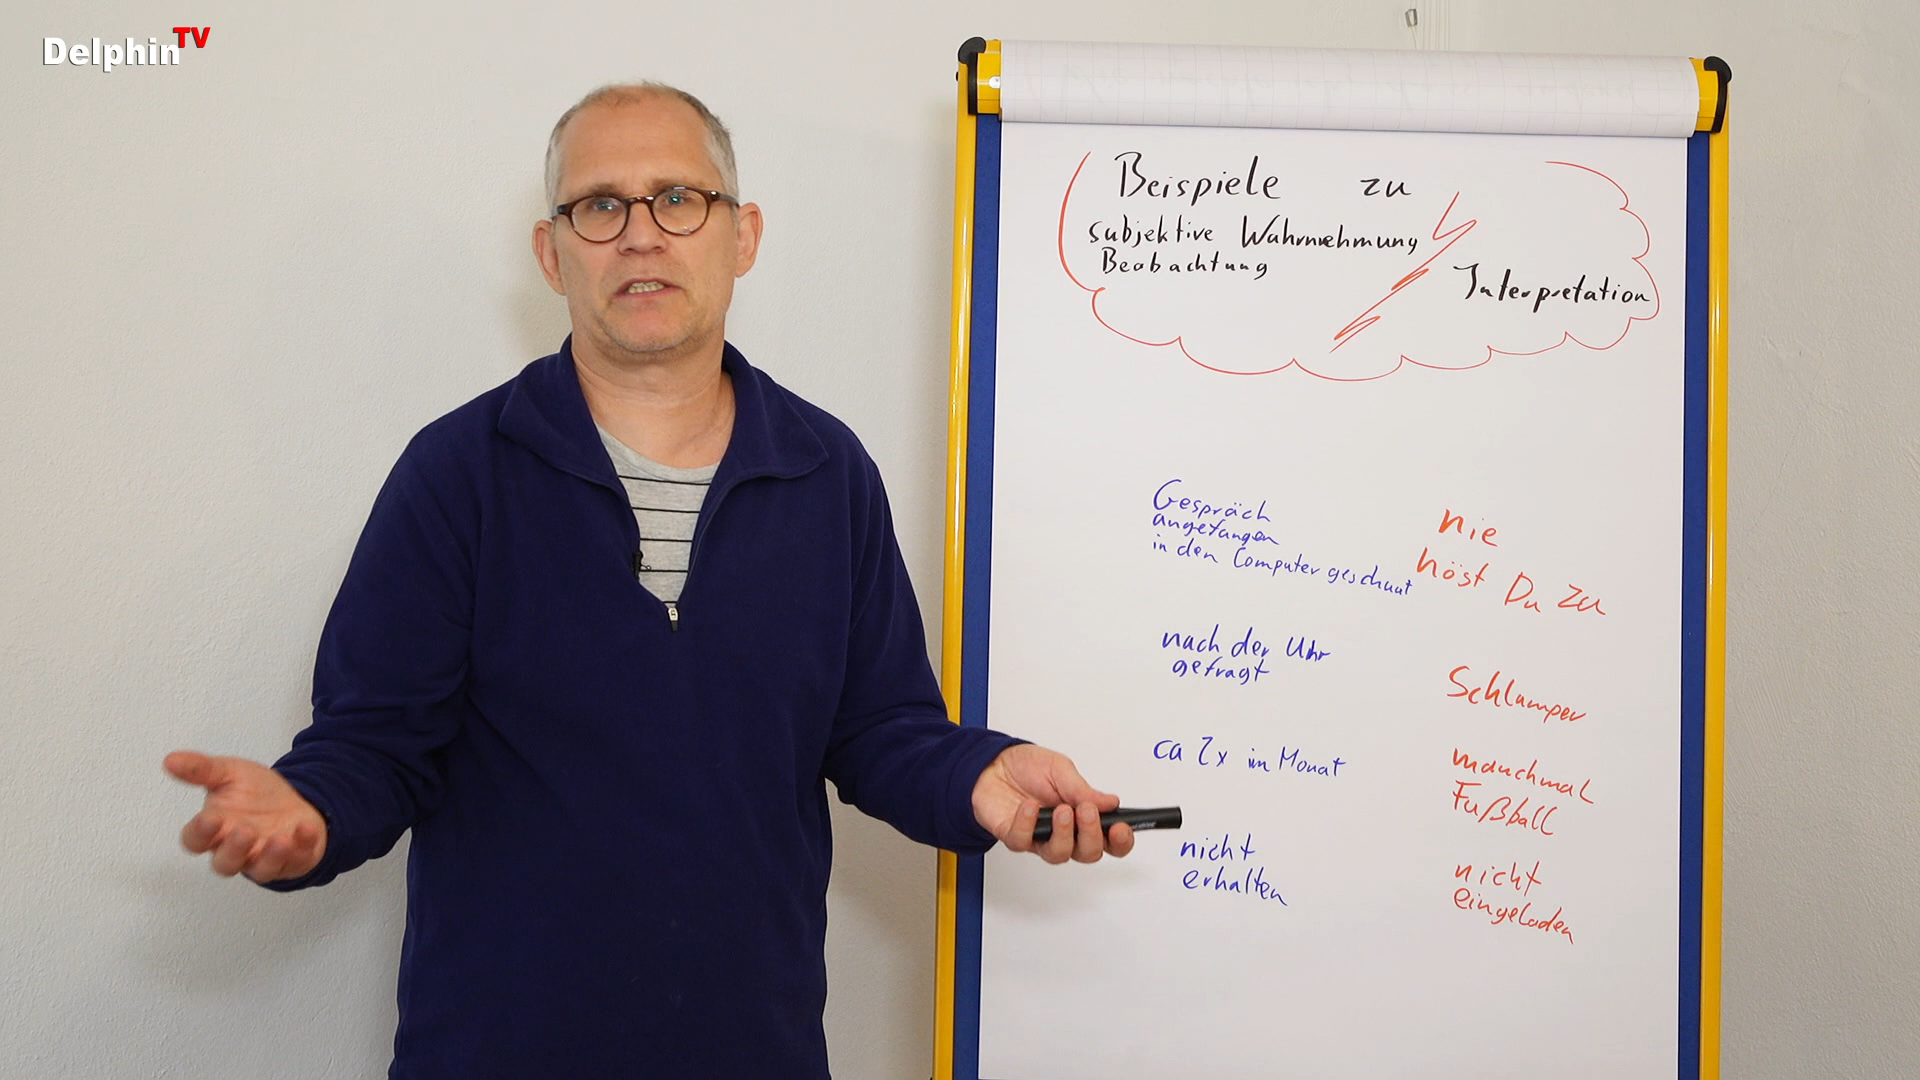 DelphinTV
Beispiele zu
subjektive Wahrnehmung
Beobachtung
Interpretation
Gespräch
angefangen
in den Computer geschaut
nie
höst Du zu
nach der Uhr
gefragt
Schlamper
ca 2x im Monat
manchmal
Fußball
nicht
erhalten
nicht
eingeladen